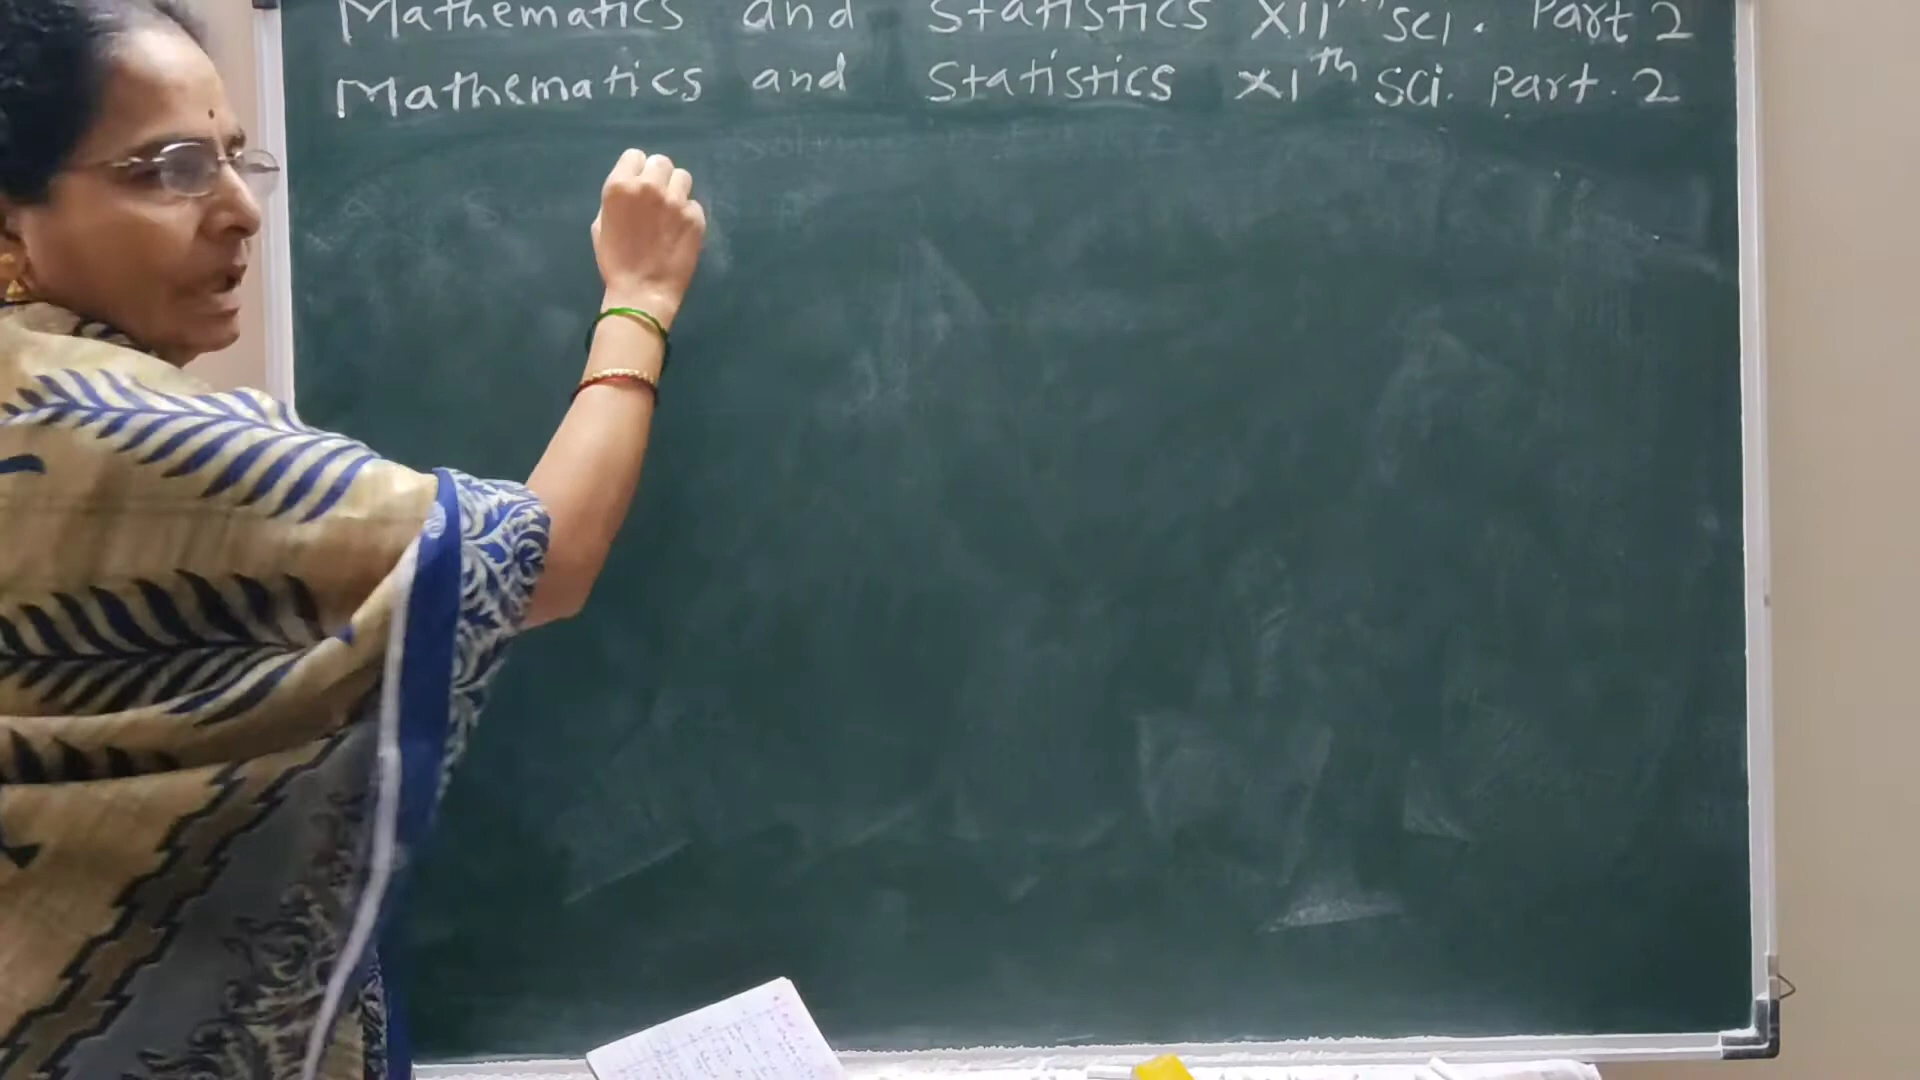 Mathematics and Statistics XIIth Sci. Part 2
Mathematics and Statistics XIth Sci. Part. 2